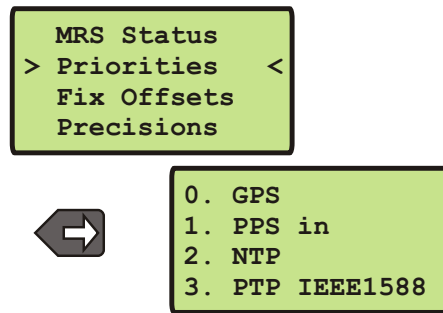 MRS Status
> Priorities <
Fix Offsets
Precisions
0. GPS
1. PPS in
2. NTP
3. PTP IEEE1588